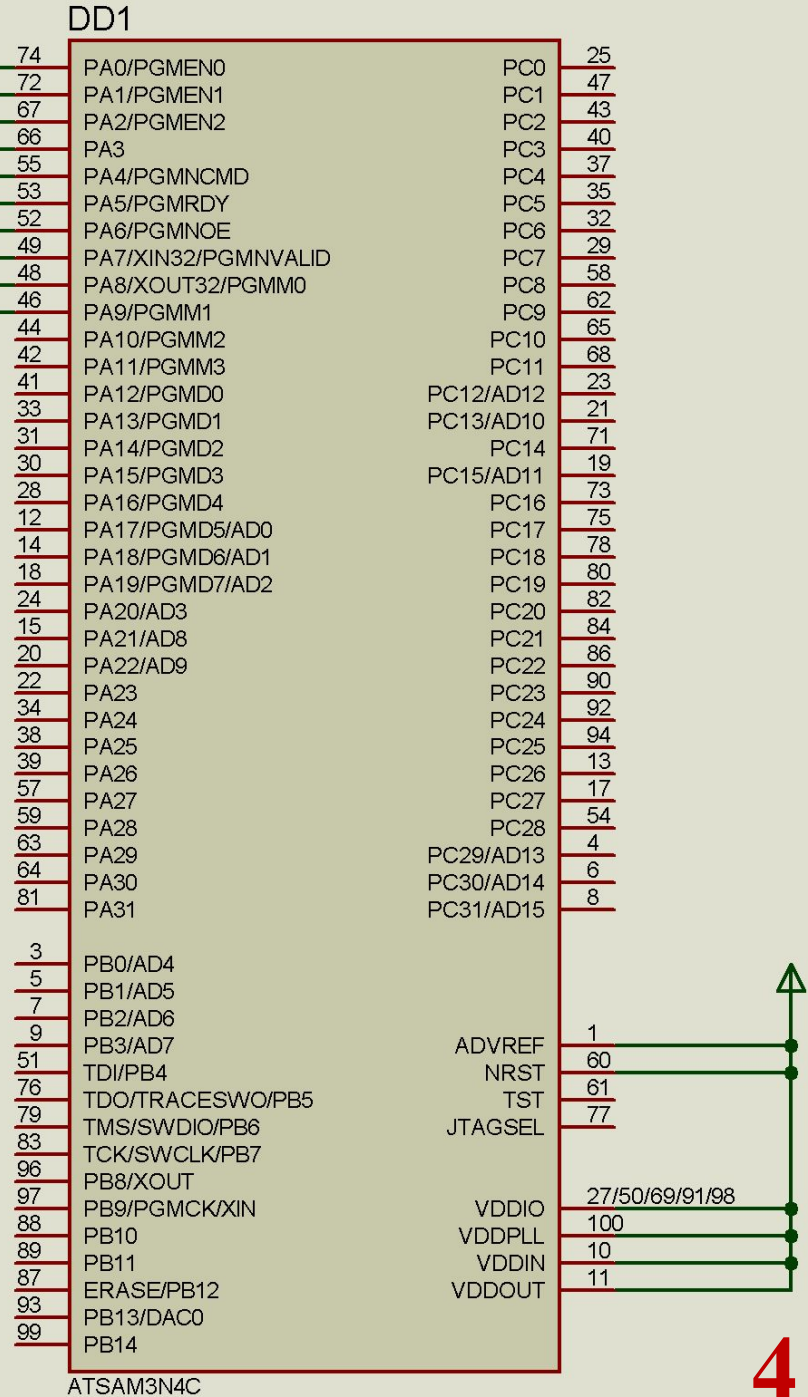 DD1
74 PA0/PGMEN0 PC0 25
72 PA1/PGMEN1 PC1 47
67 PA2/PGMEN2 PC2 43
66 PA3 PC3 40
55 PA4/PGMNCMD PC4 37
53 PA5/PGMRDY PC5 35
52 PA6/PGMNOE PC6 32
49 PA7/XIN32/PGMNVALID PC7 29
48 PA8/XOUT32/PGMM0 PC8 58
46 PA9/PGMM1 PC9 62
44 PA10/PGMM2 PC10 65
42 PA11/PGMM3 PC11 68
41 PA12/PGMD0 PC12/AD12 23
33 PA13/PGMD1 PC13/AD10 21
31 PA14/PGMD2 PC14 71
30 PA15/PGMD3 PC15/AD11 19
28 PA16/PGMD4 PC16 73
12 PA17/PGMD5/AD0 PC17 75
14 PA18/PGMD6/AD1 PC18 78
18 PA19/PGMD7/AD2 PC19 80
24 PA20/AD3 PC20 82
15 PA21/AD8 PC21 84
20 PA22/AD9 PC22 86
22 PA23 PC23 90
34 PA24 PC24 92
38 PA25 PC25 94
39 PA26 PC26 13
57 PA27 PC27 17
59 PA28 PC28 54
63 PA29 PC29/AD13 4
64 PA30 PC30/AD14 6
81 PA31 PC31/AD15 8
3 PB0/AD4
5 PB1/AD5
7 PB2/AD6
9 PB3/AD7 ADVREF 1
51 TDI/PB4 NRST 60
76 TDO/TRACESWO/PB5 TST 61
79 TMS/SWDIO/PB6 JTAGSEL 77
83 TCK/SWCLK/PB7
96 PB8/XOUT
97 PB9/PGMCK/XIN VDDIO 27/50/69/91/98
88 PB10 VDDPLL 100
89 PB11 VDDIN 10
87 ERASE/PB12 VDDOUT 11
93 PB13/DAC0
99 PB14
ATSAM3N4C
4